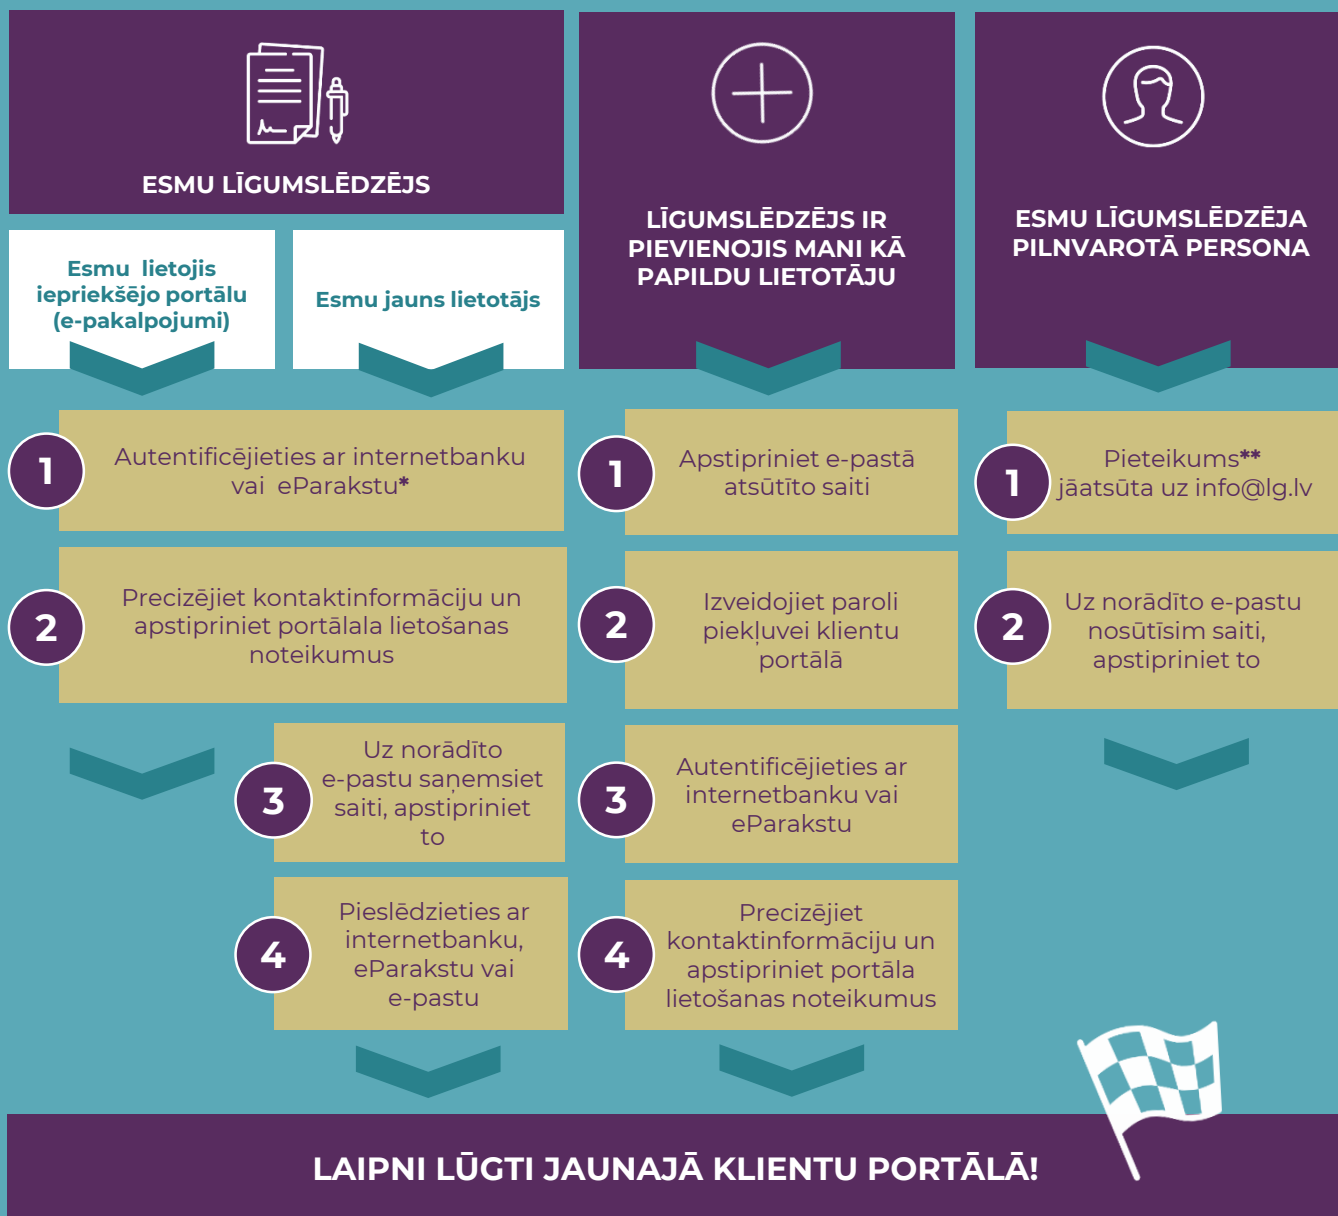 ESMU LĪGUMSLĒDZĒJS
Esmu lietojis
iepriekšējo portālu
(e-pakalpojumi)
Esmu jauns lietotājs
1
Autentificējieties ar internetbanku
vai eParakstu*
2
Precizējiet kontaktinformāciju un
apstipriniet portālala lietošanas
noteikumus
3
Uz norādīto
e-pastu saņemsiet
saiti, apstipriniet
to
4
Pieslēdzieties ar
internetbanku,
eParakstu vai
e-pastu
LĪGUMSLĒDZĒJS IR
PIEVIENOJIS MANI KĀ
PAPILDU LIETOTĀJU
1
Apstipriniet e-pastā
atsūtīto saiti
2
Izveidojiet paroli
piekļuvei klientu
portālā
3
Autentificējieties ar
internetbanku vai
eParakstu
4
Precizējiet
kontaktinformāciju un
apstipriniet portāla
lietošanas noteikumus
ESMU LĪGUMSLĒDZĒJA
PILNVAROTĀ PERSONA
1
Pieteikums**
jāatsūta uz info@lg.lv
2
Uz norādīto e-pastu
nosūtīsim saiti,
apstipriniet to
LAIPNI LŪGTI JAUNAJĀ KLIENTU PORTĀLĀ!